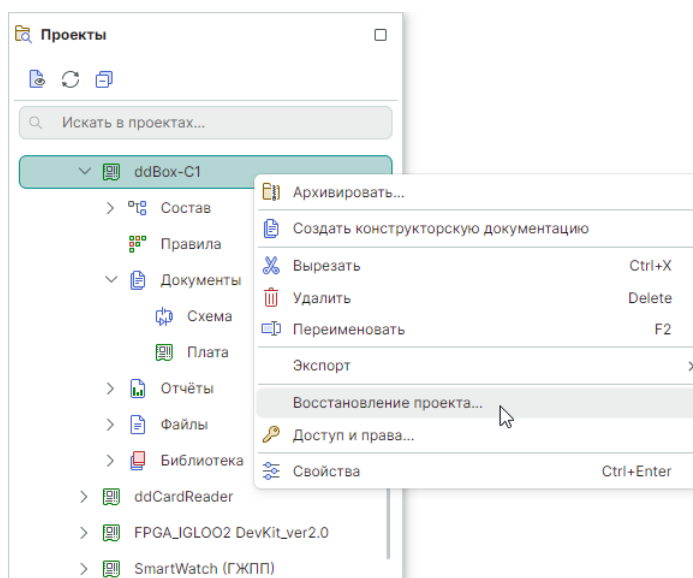 Проекты
Искать в проектах...
ddBox-C1
Архивировать...
Состав
Создать конструкторскую документацию
Правила
Вырезать Ctrl+X
Документы
Удалить Delete
Схема
Переименовать F2
Плата
Экспорт
Отчёты
Восстановление проекта...
Файлы
Доступ и права...
Библиотека
Свойства Ctrl+Enter
ddCardReader
FPGA_IGLOO2 DevKit_ver2.0
SmartWatch (ГЖПП)